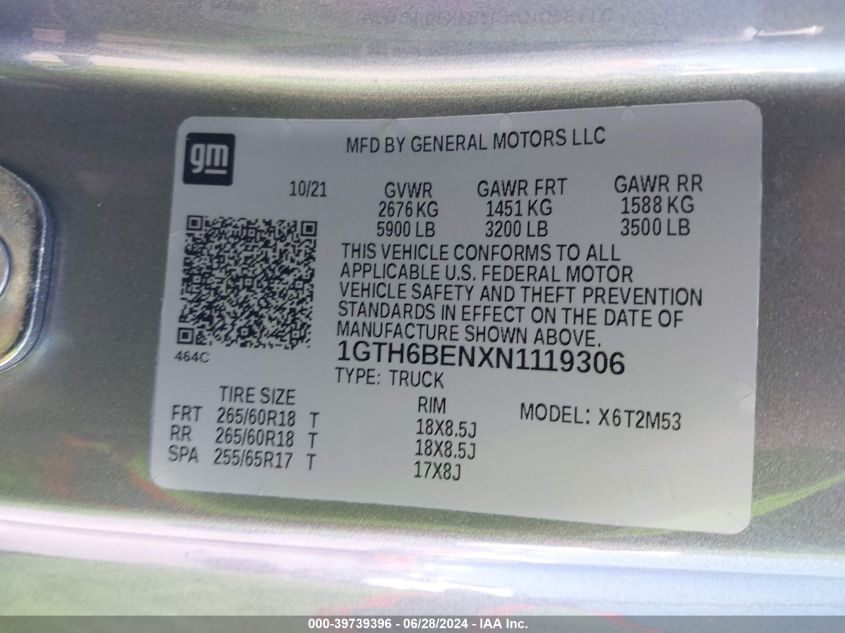 gm
MFD BY GENERAL MOTORS LLC
10/21 GVWR GAWR FRT GAWR RR
2676 KG 1451 KG 1588 KG
5900 LB 3200 LB 3500 LB
THIS VEHICLE CONFORMS TO ALL
APPLICABLE U.S. FEDERAL MOTOR
VEHICLE SAFETY AND THEFT PREVENTION
STANDARDS IN EFFECT ON THE DATE OF
MANUFACTURE SHOWN ABOVE.
464C
1GTH6BENXN1119306
TYPE: TRUCK
TIRE SIZE RIM MODEL: X6T2M53
FRT 265/60R18 T 18X8.5J
RR 265/60R18 T 18X8.5J
SPA 255/65R17 T 17X8J
000-39739396 - 06/28/2024 - IAA Inc.